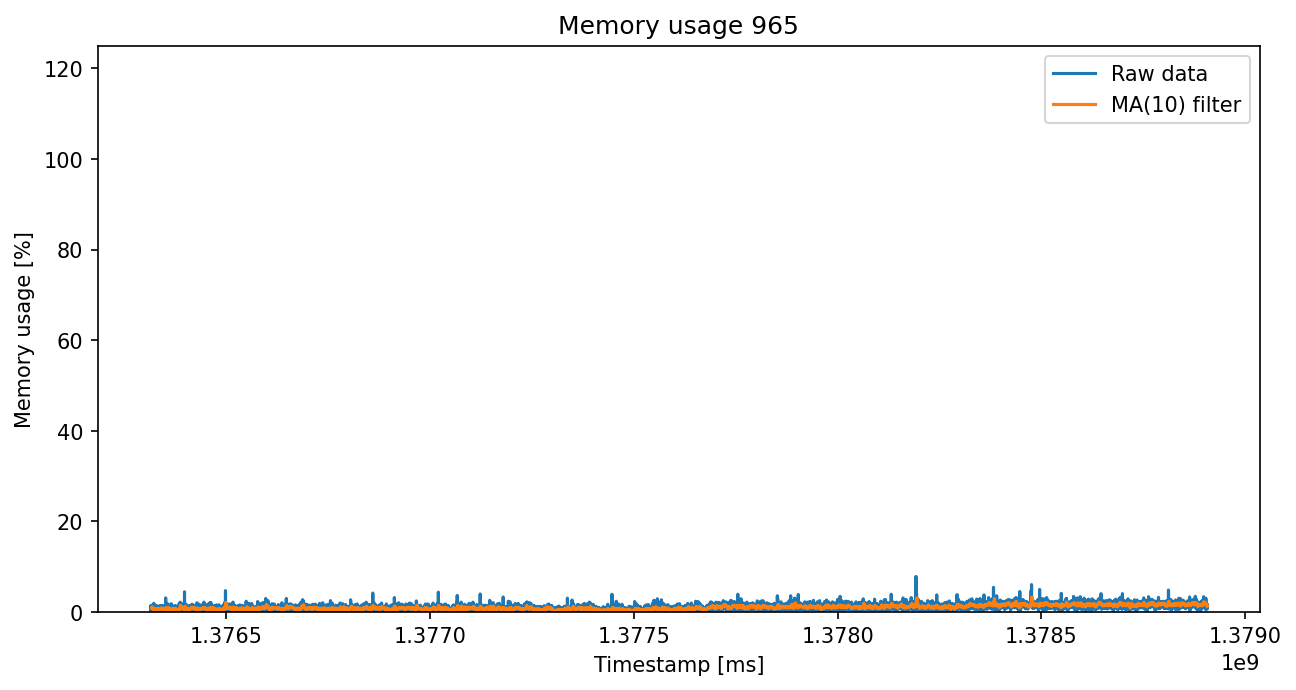 Memory usage 965
Raw data
MA(10) filter
Memory usage [%]
120
100
80
60
40
20
0
1.3765 1.3770 1.3775 1.3780 1.3785 1.3790
1e9
Timestamp [ms]